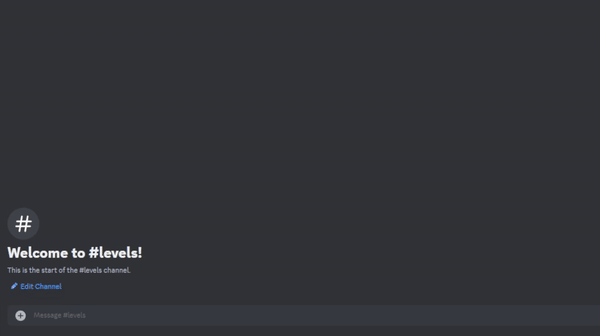 #
Welcome to #levels!
This is the start of the #levels channel.
Edit Channel
Message #levels